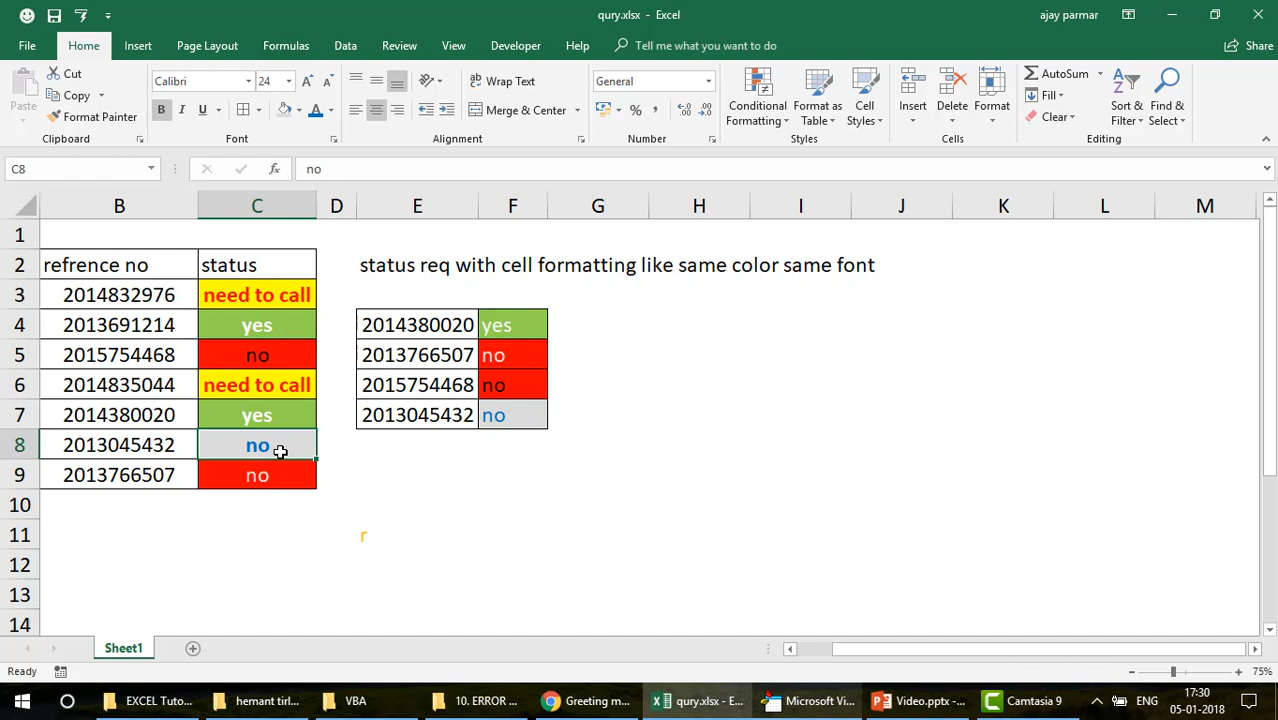 qury.xlsx - Excel
ajay parmar
File Home Insert Page Layout Formulas Data Review View Developer Help Tell me what you want to do Share
Paste
Cut
Copy
Format Painter
Calibri 24
B I U
Wrap Text
Merge & Center
General
Conditional Formatting
Format as Table
Cell Styles
Insert Delete Format
AutoSum
Fill
Clear
Sort & Filter
Find & Select
Clipboard Font Alignment Number Styles Cells Editing
C8 fx no
B C D E F G H I J K L M
1
2 refrence no status status req with cell formatting like same color same font
3 2014832976 need to call
4 2013691214 yes 2014380020 yes
5 2015754468 no 2013766507 no
6 2014835044 need to call 2015754468 no
7 2014380020 yes 2013045432 no
8 2013045432 no
9 2013766507 no
10
11 r
12
13
14
Sheet1
Ready 75%
EXCEL Tuto... hemant tirl... VBA 10. ERROR ... Greeting m... qury.xlsx - E... Microsoft Vi... Video.pptx -... Camtasia 9 ENG 17:30
05-01-2018